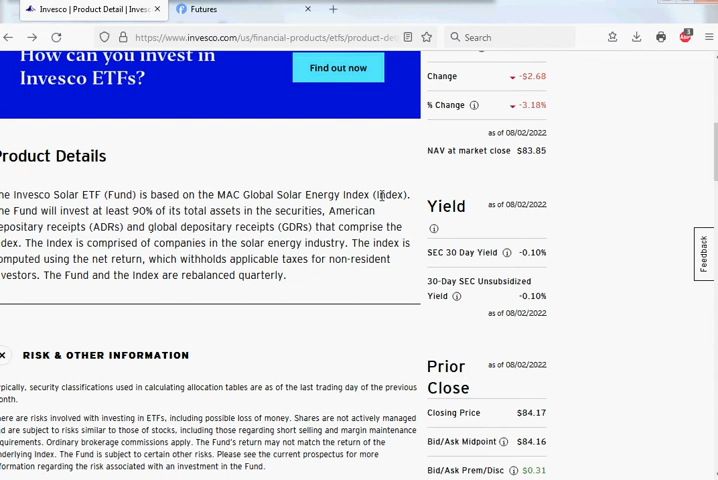 Invesco | Product Detail | Invesc
Futures
https://www.invesco.com/us/financial-products/etfs/product-de
Search
3
How can you invest in
Invesco ETFs?
Find out now
Change
-$2.68
% Change
-3.18%
as of 08/02/2022
NAV at market close $83.85
Product Details
he Invesco Solar ETF (Fund) is based on the MAC Global Solar Energy Index (Index).
he Fund will invest at least 90% of its total assets in the securities, American
epositary receipts (ADRs) and global depositary receipts (GDRs) that comprise the
ndex. The Index is comprised of companies in the solar energy industry. The index is
omputed using the net return, which withholds applicable taxes for non-resident
nvestors. The Fund and the Index are rebalanced quarterly.
Yield
as of 08/02/2022
SEC 30 Day Yield
-0.10%
30-Day SEC Unsubsidized
Yield
-0.10%
as of 08/02/2022
Feedback
RISK & OTHER INFORMATION
ypically, security classifications used in calculating allocation tables are as of the last trading day of the previous
onth.
here are risks involved with investing in ETFs, including possible loss of money. Shares are not actively managed
nd are subject to risks similar to those of stocks, including those regarding short selling and margin maintenance
equirements. Ordinary brokerage commissions apply. The Fund's return may not match the return of the
nderlying Index. The Fund is subject to certain other risks. Please see the current prospectus for more
nformation regarding the risk associated with an investment in the Fund.
Prior
Close
as of 08/02/2022
Closing Price
$84.17
Bid/Ask Midpoint
$84.16
Bid/Ask Prem/Disc
$0.31